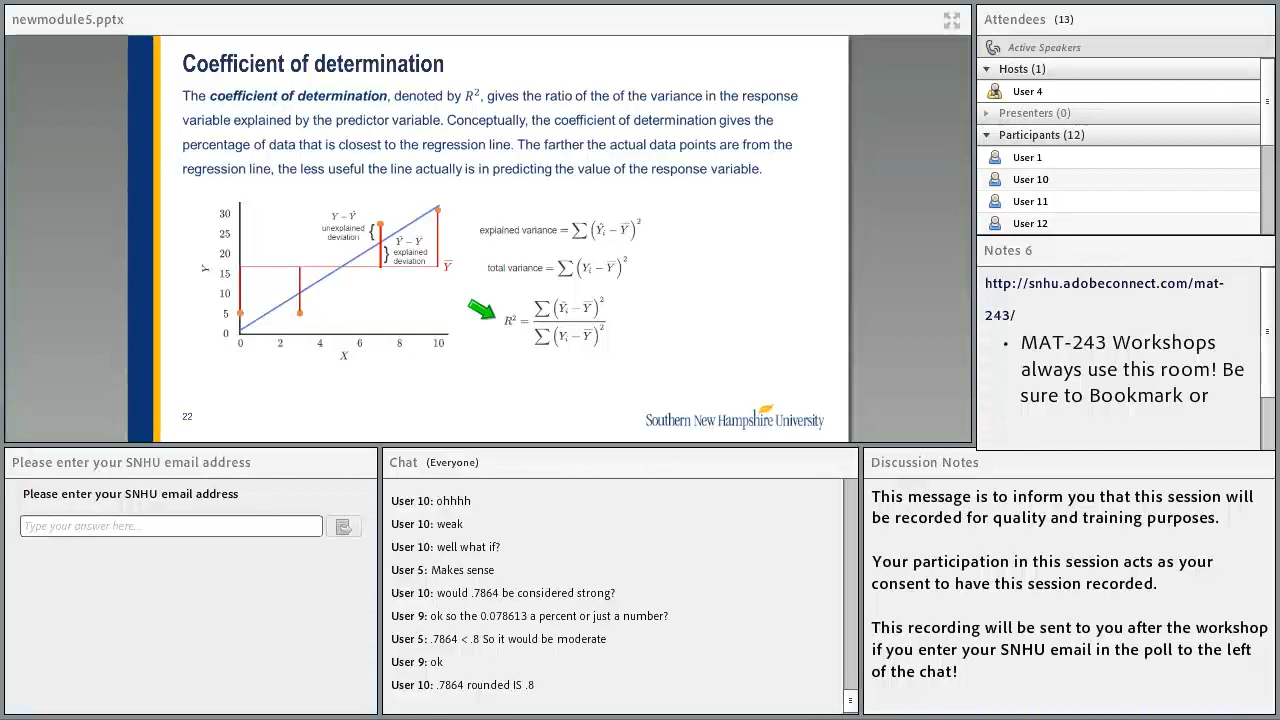 newmodule5.pptx
Coefficient of determination
The coefficient of determination, denoted by R², gives the ratio of the of the variance in the response
variable explained by the predictor variable. Conceptually, the coefficient of determination gives the
percentage of data that is closest to the regression line. The farther the actual data points are from the
regression line, the less useful the line actually is in predicting the value of the response variable.
30
25
20
15
10
5
0
Y
0 2 4 6 8 10
X
Y − Ŷ
unexplained
deviation
Ŷ − Y̅
explained
deviation
Y̅
explained variance = ∑ (Ŷᵢ − Y̅)²
total variance = ∑ (Yᵢ − Y̅)²
R² = ∑ (Ŷᵢ − Y̅)² / ∑ (Yᵢ − Y̅)²
22
Southern New Hampshire University
Attendees (13)
Active Speakers
Hosts (1)
User 4
Presenters (0)
Participants (12)
User 1
User 10
User 11
User 12
Notes 6
http://snhu.adobeconnect.com/mat-
243/
• MAT-243 Workshops
always use this room! Be
sure to Bookmark or
Please enter your SNHU email address
Please enter your SNHU email address
Type your answer here...
Chat (Everyone)
User 10: ohhhh
User 10: weak
User 10: well what if?
User 5: Makes sense
User 10: would .7864 be considered strong?
User 9: ok so the 0.078613 a percent or just a number?
User 5: .7864 < .8 So it would be moderate
User 9: ok
User 10: .7864 rounded IS .8
Discussion Notes
This message is to inform you that this session will
be recorded for quality and training purposes.
Your participation in this session acts as your
consent to have this session recorded.
This recording will be sent to you after the workshop
if you enter your SNHU email in the poll to the left
of the chat!